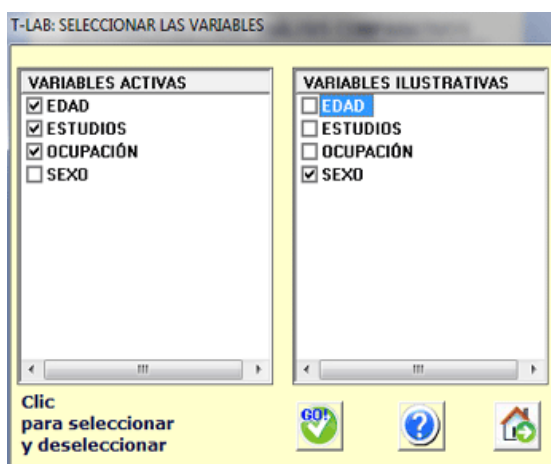 T-LAB: SELECCIONAR LAS VARIABLES
VARIABLES ACTIVAS
EDAD
ESTUDIOS
OCUPACIÓN
SEXO
VARIABLES ILUSTRATIVAS
EDAD
ESTUDIOS
OCUPACIÓN
SEXO
Clic
para seleccionar
y deseleccionar
GO!
?